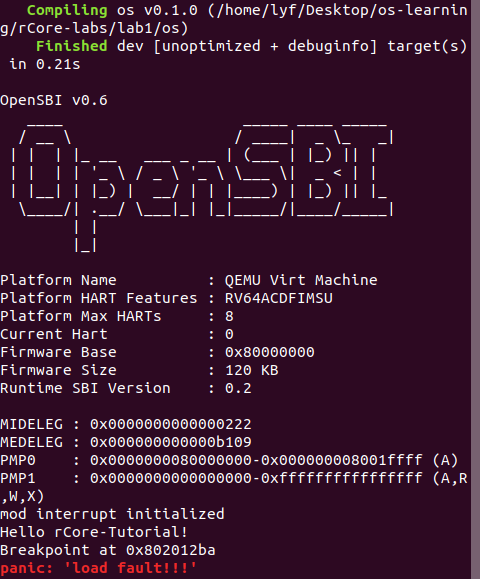 Compiling os v0.1.0 (/home/lyf/Desktop/os-learnin
g/rCore-labs/lab1/os)
    Finished dev [unoptimized + debuginfo] target(s)
 in 0.21s

OpenSBI v0.6
   ____                    _____ ____ _____
  / __ \                  / ____|  _ \_   _|
 | |  | |_ __   ___ _ __ | (___ | |_) || |
 | |  | | '_ \ / _ \ '_ \ \___ \|  _ < | |
 | |__| | |_) |  __/ | | |____) | |_) || |_
  \____/| .__/ \___|_| |_|_____/|____/_____|
        | |
        |_|

Platform Name          : QEMU Virt Machine
Platform HART Features : RV64ACDFIMSU
Platform Max HARTs     : 8
Current Hart           : 0
Firmware Base          : 0x80000000
Firmware Size          : 120 KB
Runtime SBI Version    : 0.2

MIDELEG : 0x0000000000000222
MEDELEG : 0x000000000000b109
PMP0    : 0x0000000080000000-0x000000008001ffff (A)
PMP1    : 0x0000000000000000-0xffffffffffffffff (A,R
,W,X)
mod interrupt initialized
Hello rCore-Tutorial!
Breakpoint at 0x802012ba
panic: 'load fault!!!'